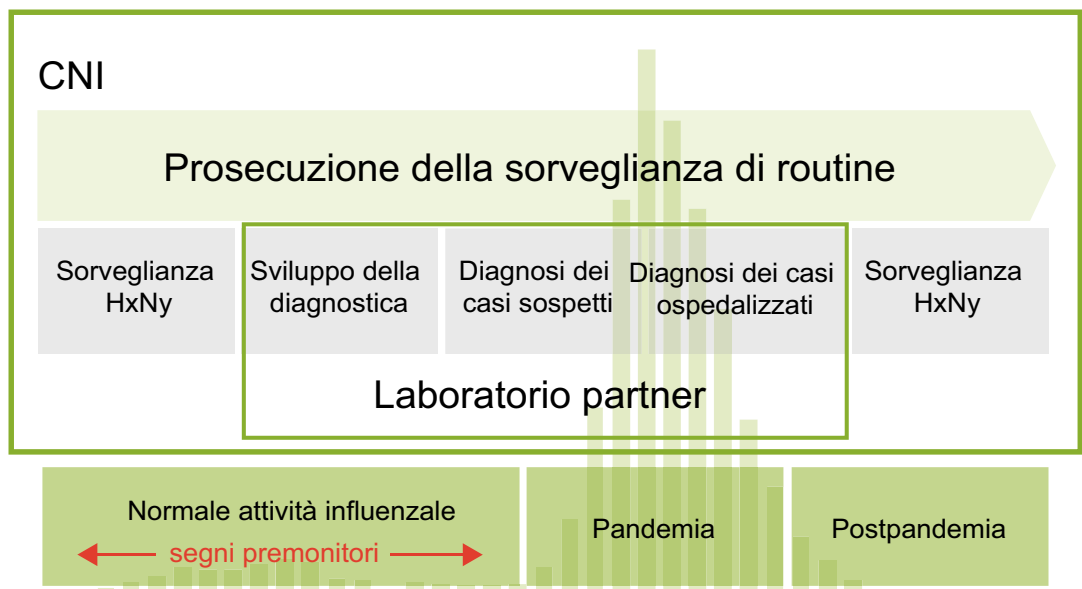 CNI
Prosecuzione della sorveglianza di routine
Sorveglianza
HxNy
Sviluppo della
diagnostica
Diagnosi dei
casi sospetti
Diagnosi dei casi
ospedalizzati
Sorveglianza
HxNy
Laboratorio partner
Normale attività influenzale
segni premonitori
Pandemia
Postpandemia